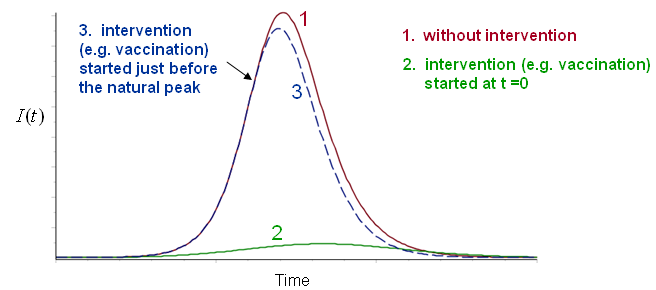 3. intervention
(e.g. vaccination)
started just before
the natural peak
1
1. without intervention
2. intervention (e.g. vaccination)
started at t =0
3
I(t)
2
Time